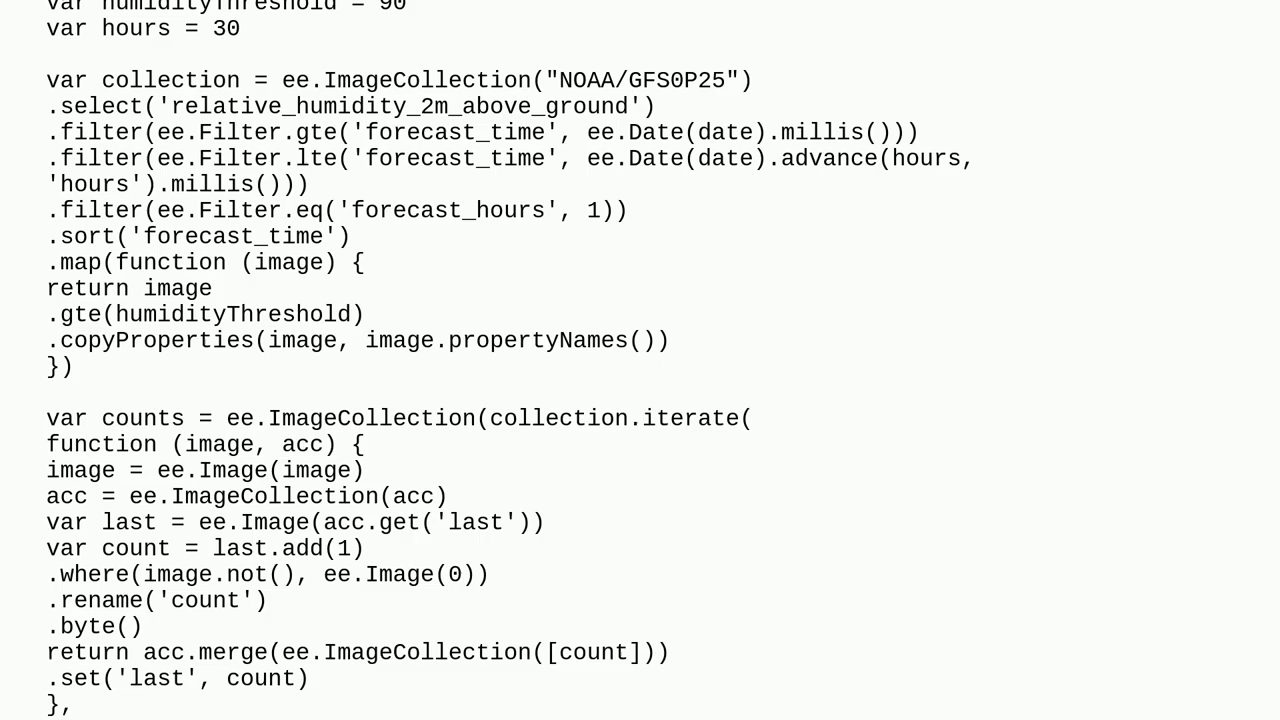 var humidityThreshold = 90
var hours = 30
var collection = ee.ImageCollection("NOAA/GFS0P25")
.select('relative_humidity_2m_above_ground')
.filter(ee.Filter.gte('forecast_time', ee.Date(date).millis()))
.filter(ee.Filter.lte('forecast_time', ee.Date(date).advance(hours,
'hours').millis()))
.filter(ee.Filter.eq('forecast_hours', 1))
.sort('forecast_time')
.map(function (image) {
return image
.gte(humidityThreshold)
.copyProperties(image, image.propertyNames())
})
var counts = ee.ImageCollection(collection.iterate(
function (image, acc) {
image = ee.Image(image)
acc = ee.ImageCollection(acc)
var last = ee.Image(acc.get('last'))
var count = last.add(1)
.where(image.not(), ee.Image(0))
.rename('count')
.byte()
return acc.merge(ee.ImageCollection([count]))
.set('last', count)
},